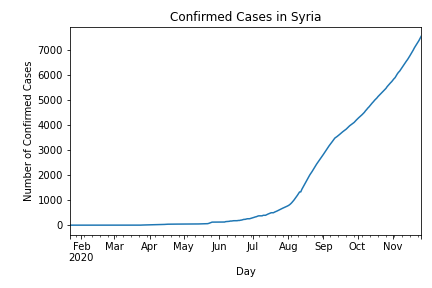 Confirmed Cases in Syria
Number of Confirmed Cases
7000
6000
5000
4000
3000
2000
1000
0
Feb Mar Apr May Jun Jul Aug Sep Oct Nov
2020
Day